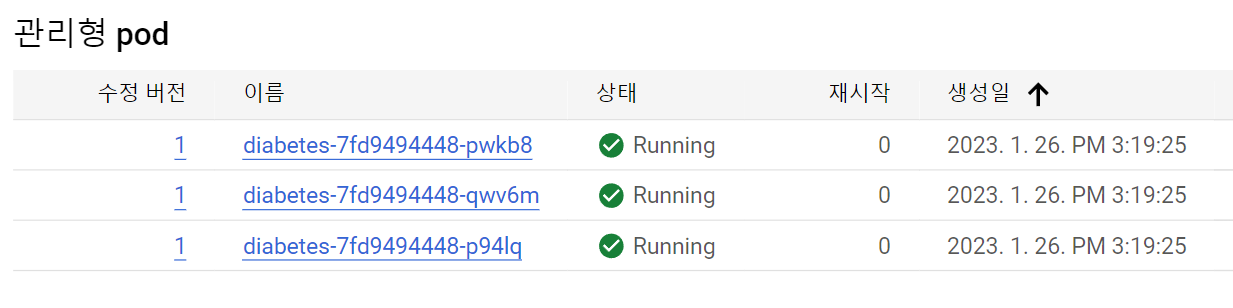 관리형 pod
수정 버전 이름 상태 재시작 생성일
1 diabetes-7fd9494448-pwkb8 Running 0 2023. 1. 26. PM 3:19:25
1 diabetes-7fd9494448-qwv6m Running 0 2023. 1. 26. PM 3:19:25
1 diabetes-7fd9494448-p94lq Running 0 2023. 1. 26. PM 3:19:25